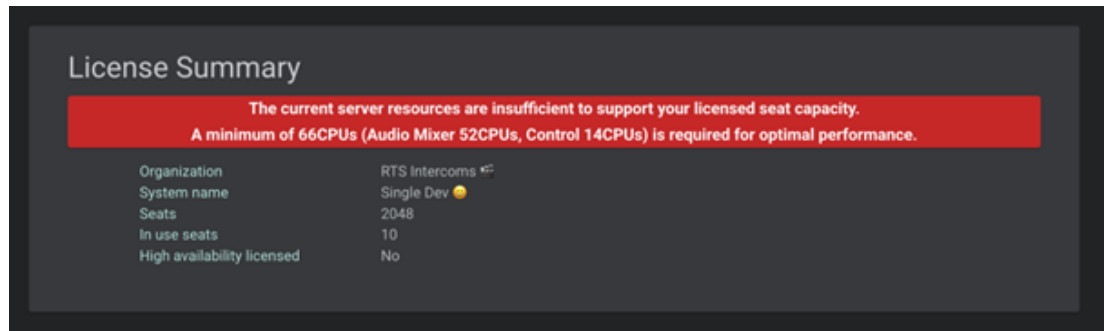 License Summary
The current server resources are insufficient to support your licensed seat capacity.
A minimum of 66CPUs (Audio Mixer 52CPUs, Control 14CPUs) is required for optimal performance.
Organization RTS Intercoms
System name Single Dev 😄
Seats 2048
In use seats 10
High availability licensed No